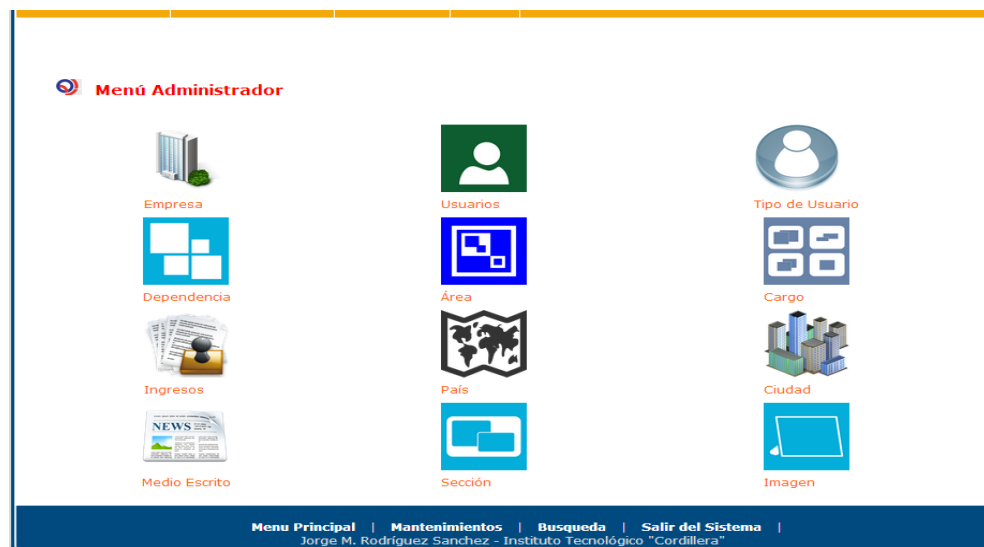 Menú Administrador
Empresa Usuarios Tipo de Usuario
Dependencia Área Cargo
Ingresos País Ciudad
NEWS
Medio Escrito Sección Imagen
Menu Principal | Mantenimientos | Busqueda | Salir del Sistema |
Jorge M. Rodríguez Sanchez - Instituto Tecnológico "Cordillera"